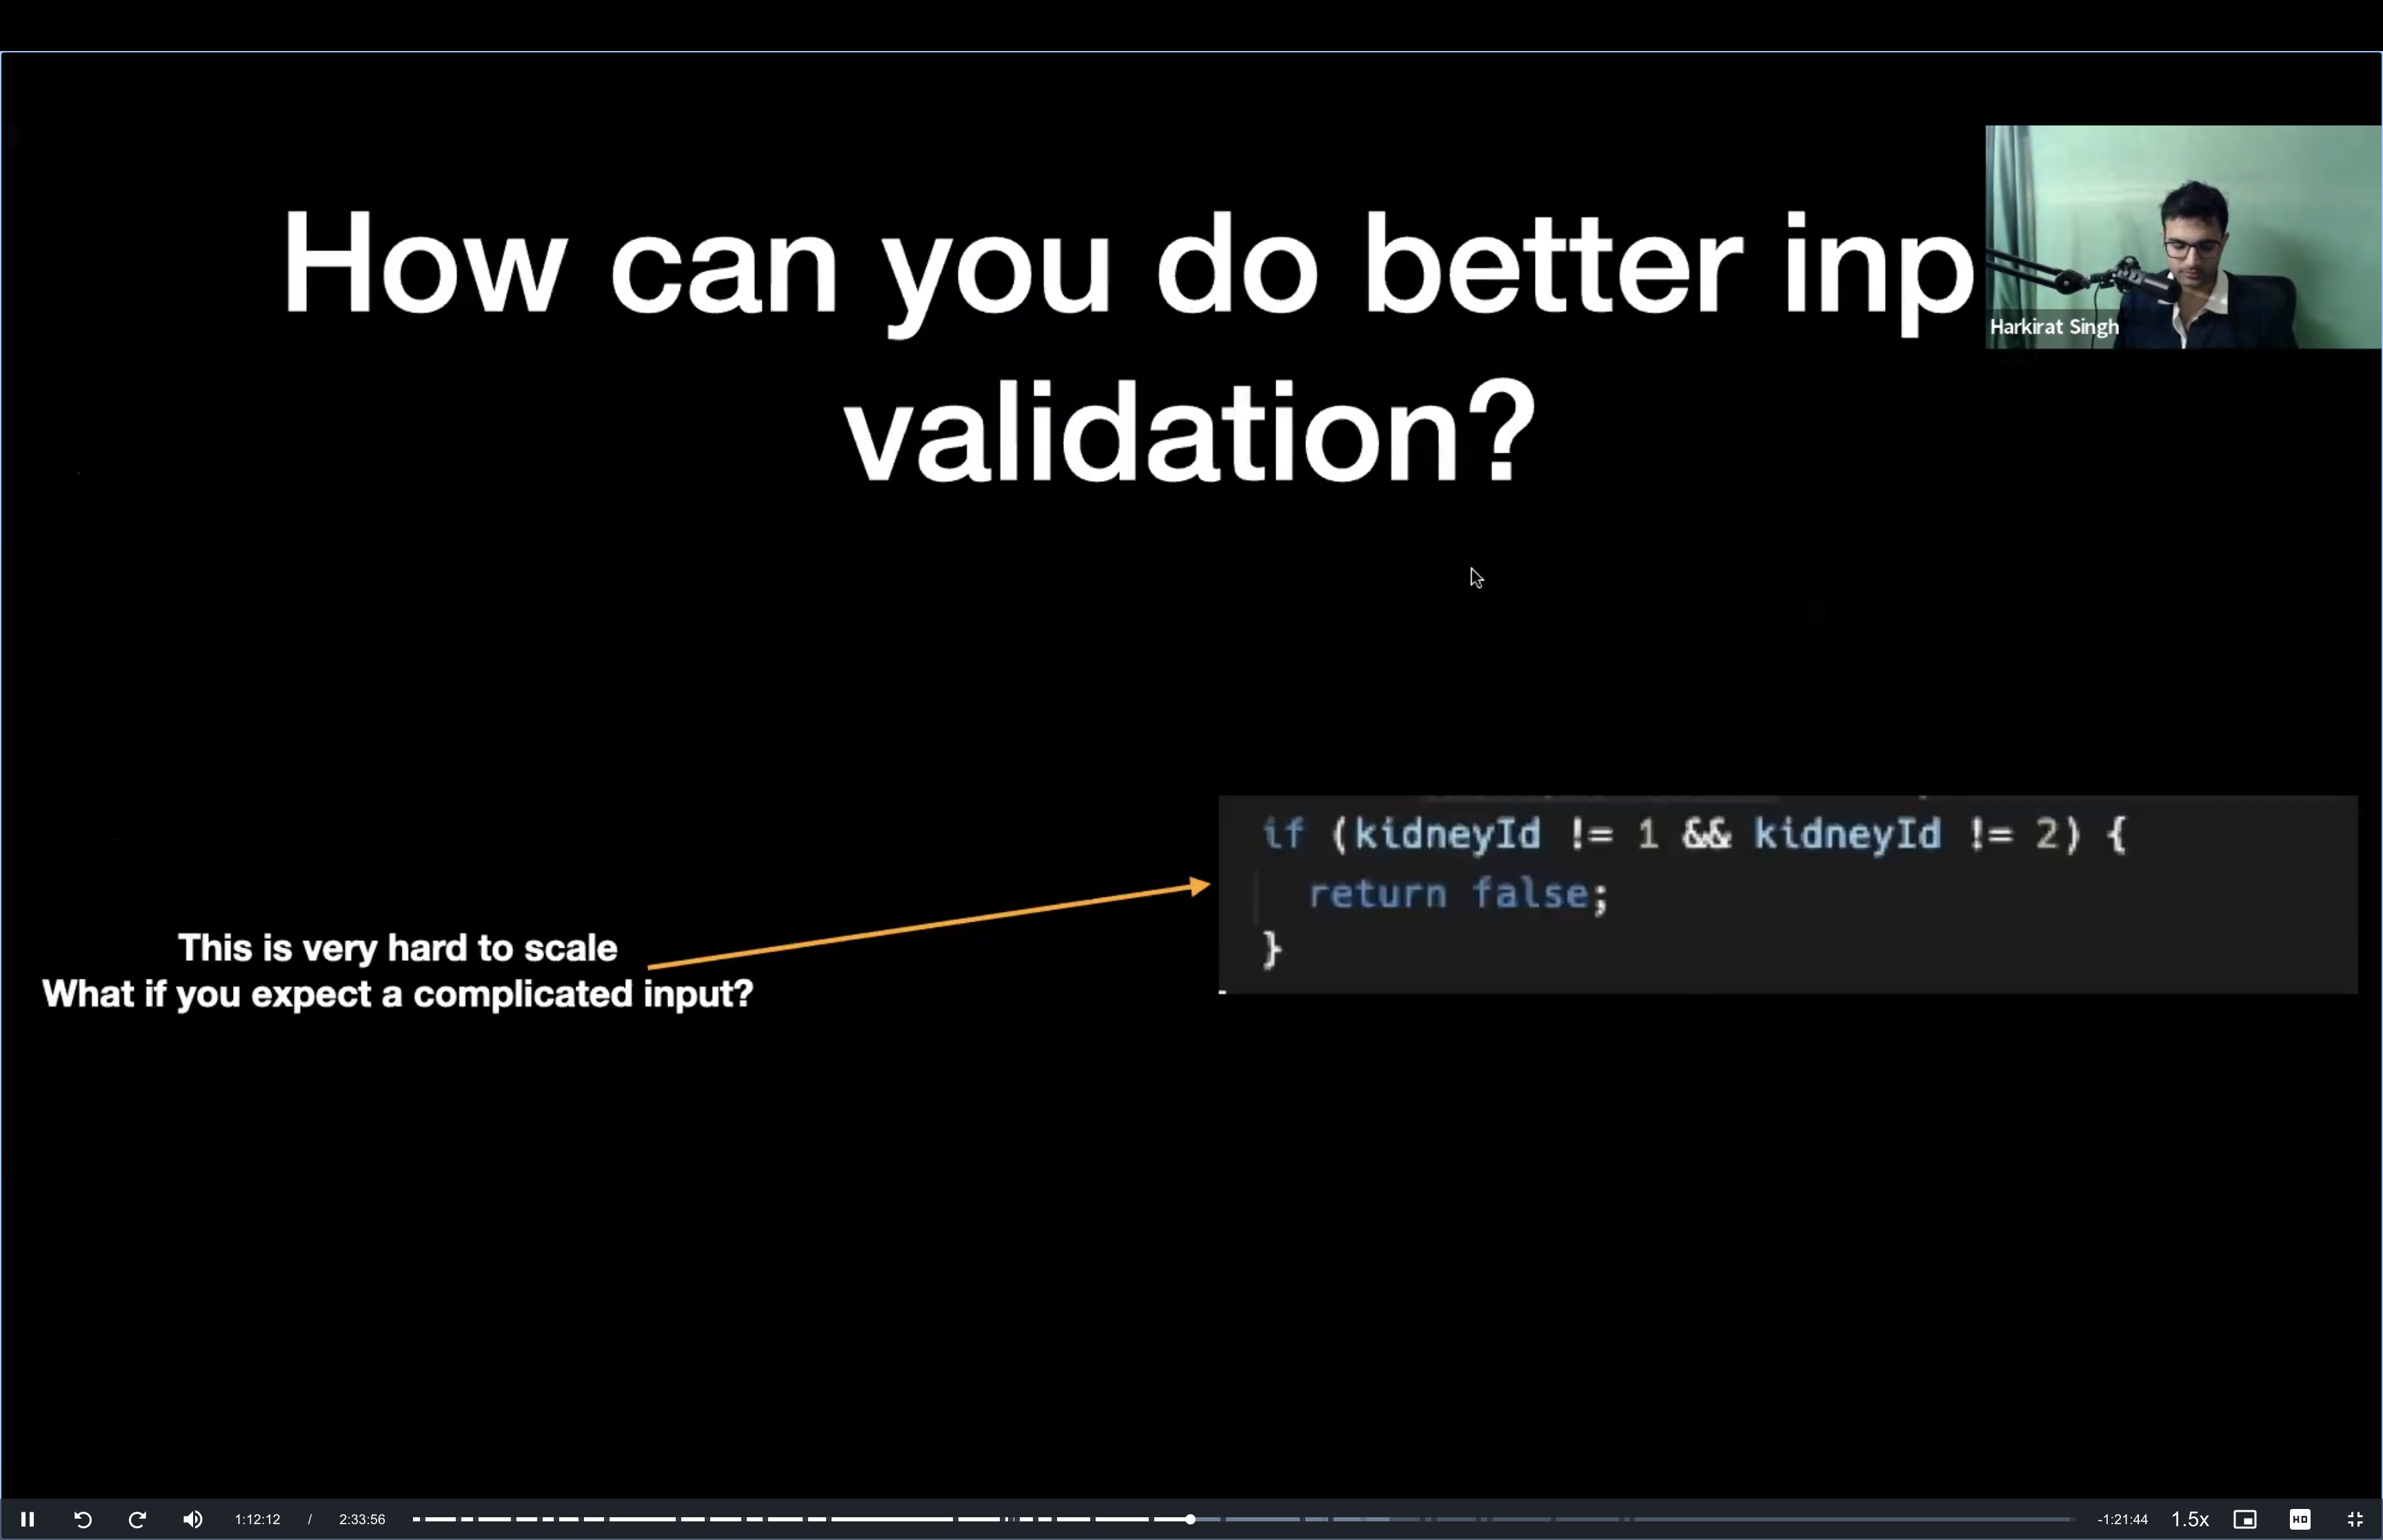 How can you do better inp
validation?
Harkirat Singh
if (kidneyId != 1 && kidneyId != 2) {
return false;
}
This is very hard to scale
What if you expect a complicated input?
1:12:12 / 2:33:56
-1:21:44
1.5x
HD